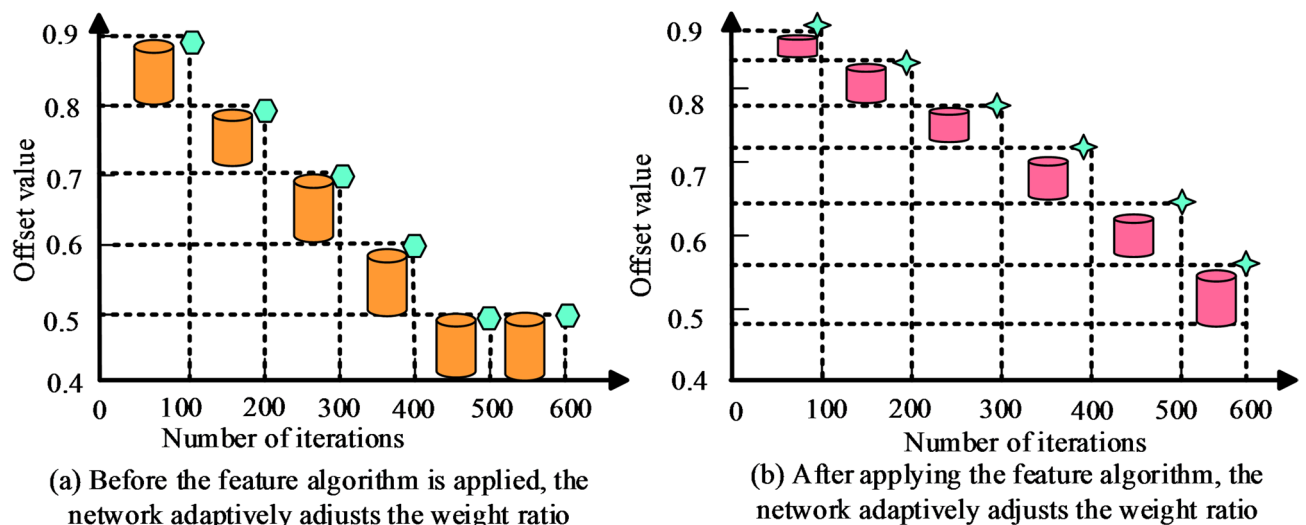 0.9
0.8
0.7
0.6
0.5
0.4
Offset value
0 100 200 300 400 500 600
Number of iterations
(a) Before the feature algorithm is applied, the
network adaptively adjusts the weight ratio
0.9
0.8
0.7
0.6
0.5
0.4
Offset value
0 100 200 300 400 500 600
Number of iterations
(b) After applying the feature algorithm, the
network adaptively adjusts the weight ratio